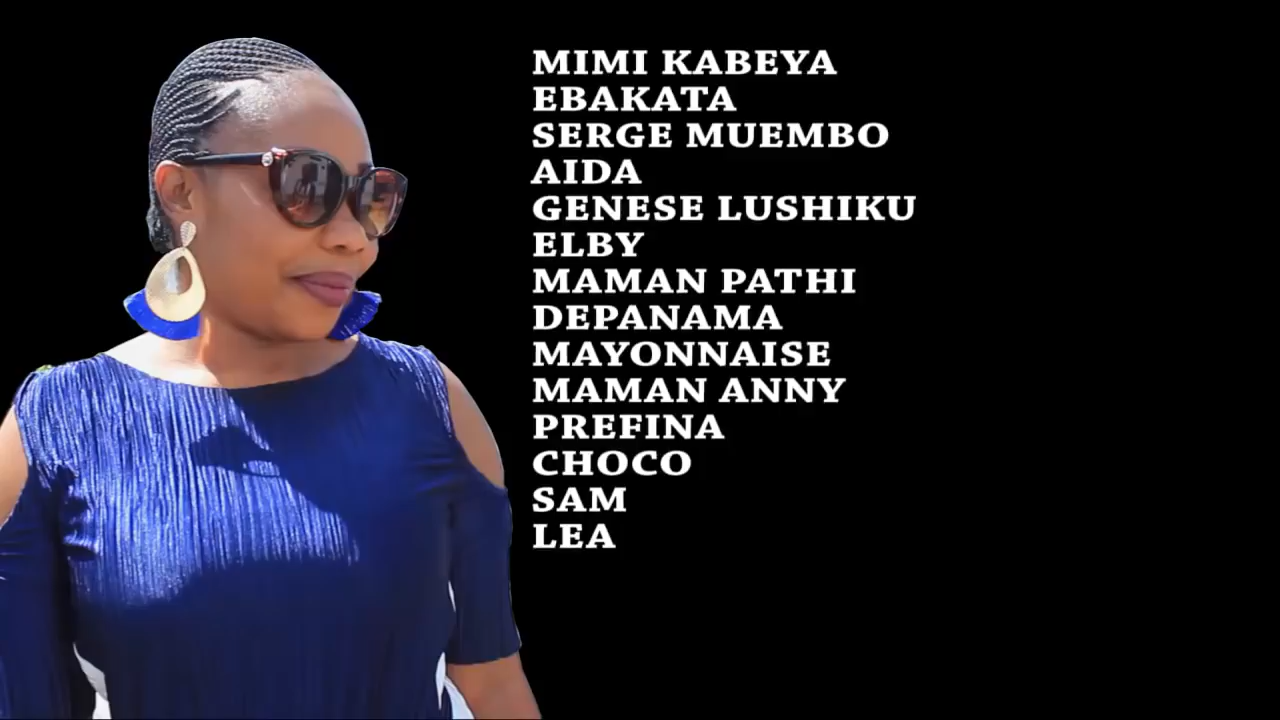 MIMI KABEYA
EBAKATA
SERGE MUEMBO
AIDA
GENESE LUSHIKU
ELBY
MAMAN PATHI
DEPANAMA
MAYONNAISE
MAMAN ANNY
PREFINA
CHOCO
SAM
LEA